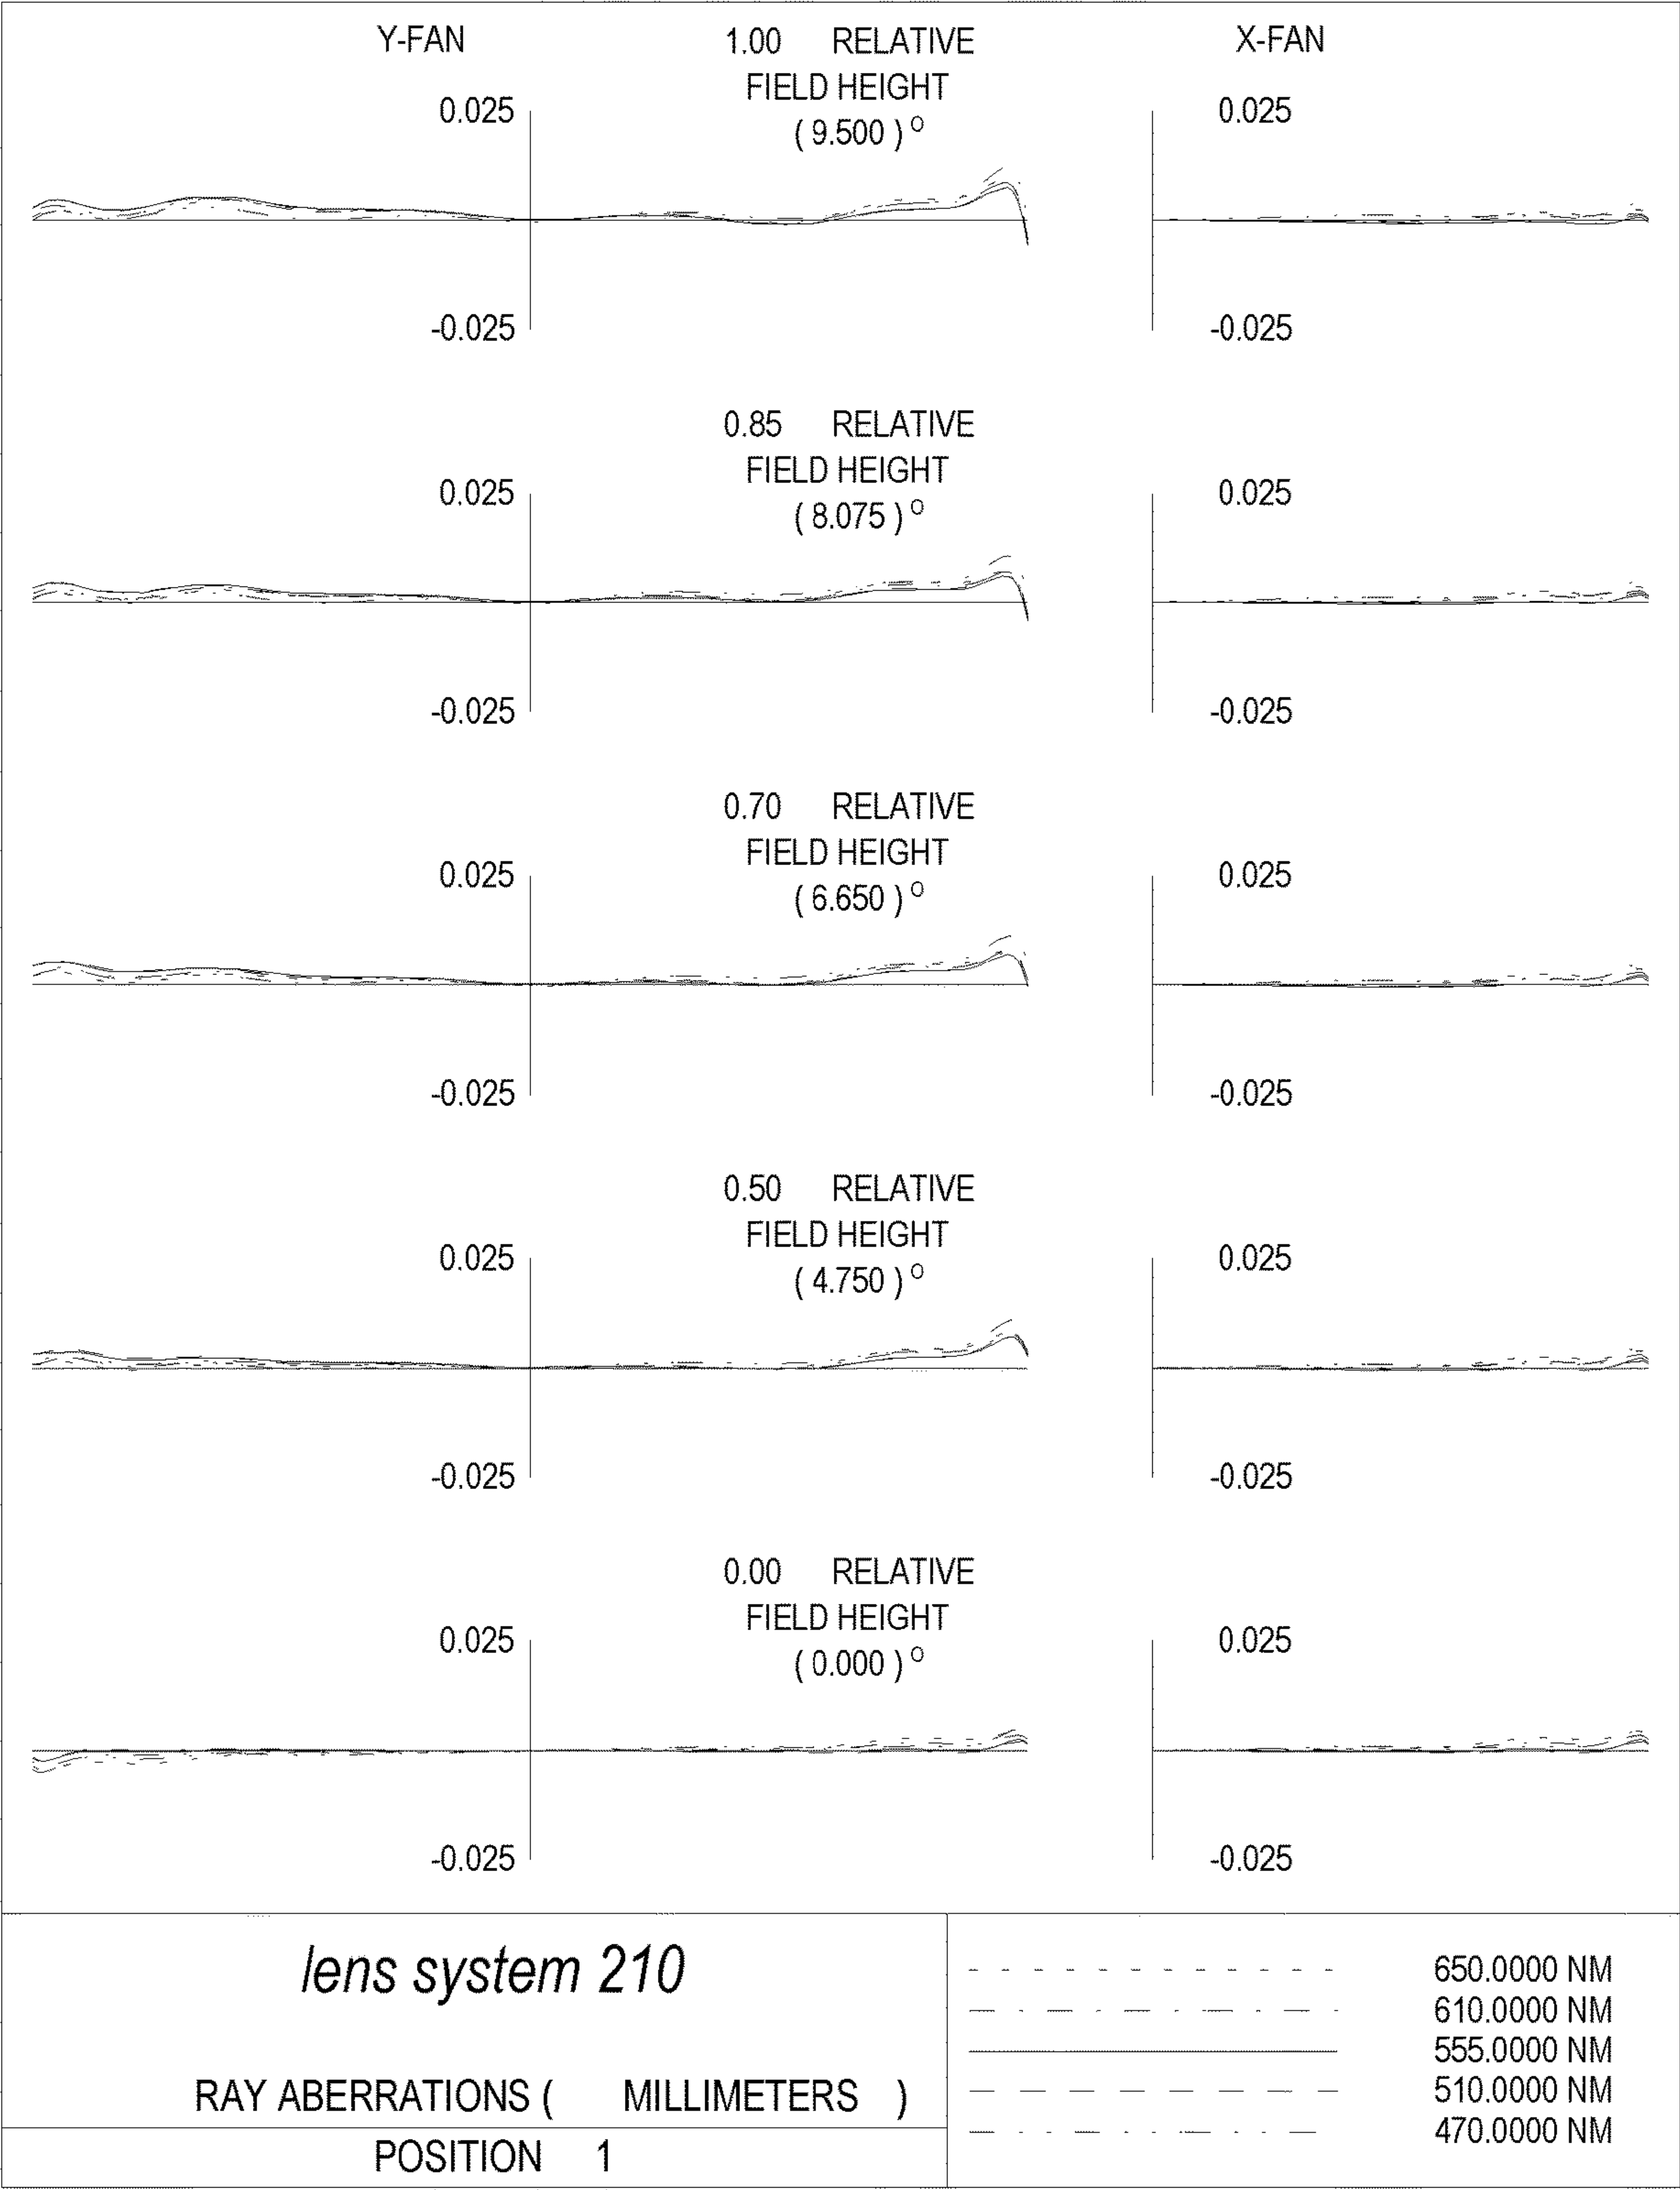 Y-FAN 1.00 RELATIVE X-FAN
FIELD HEIGHT
0.025 ( 9.500 ) O 0.025
-0.025 -0.025
0.85 RELATIVE
FIELD HEIGHT
0.025 ( 8.075 ) O 0.025
-0.025 -0.025
0.70 RELATIVE
FIELD HEIGHT
0.025 ( 6.650 ) O 0.025
-0.025 -0.025
0.50 RELATIVE
FIELD HEIGHT
0.025 ( 4.750 ) O 0.025
-0.025 -0.025
0.00 RELATIVE
FIELD HEIGHT
0.025 ( 0.000 ) O 0.025
-0.025 -0.025
lens system 210
RAY ABERRATIONS ( MILLIMETERS )
POSITION 1
650.0000 NM
610.0000 NM
555.0000 NM
510.0000 NM
470.0000 NM